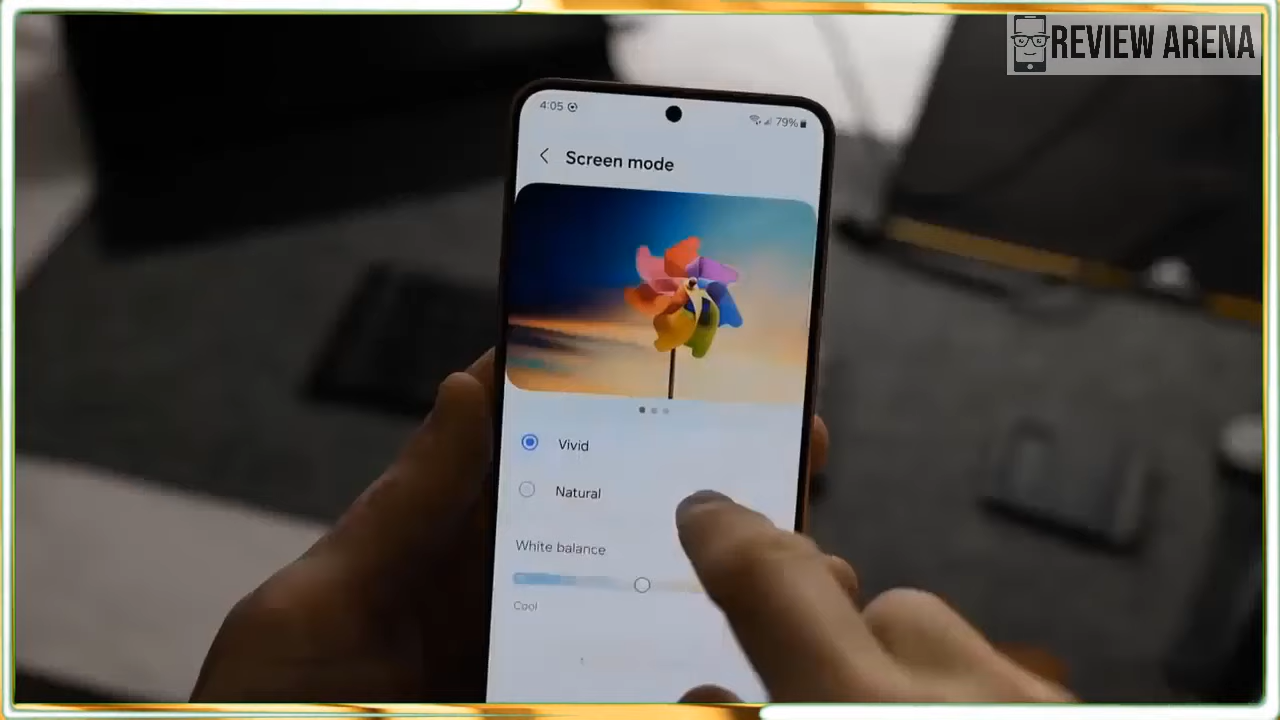 REVIEW ARENA
4:05
79%
Screen mode
Vivid
Natural
White balance
Cool